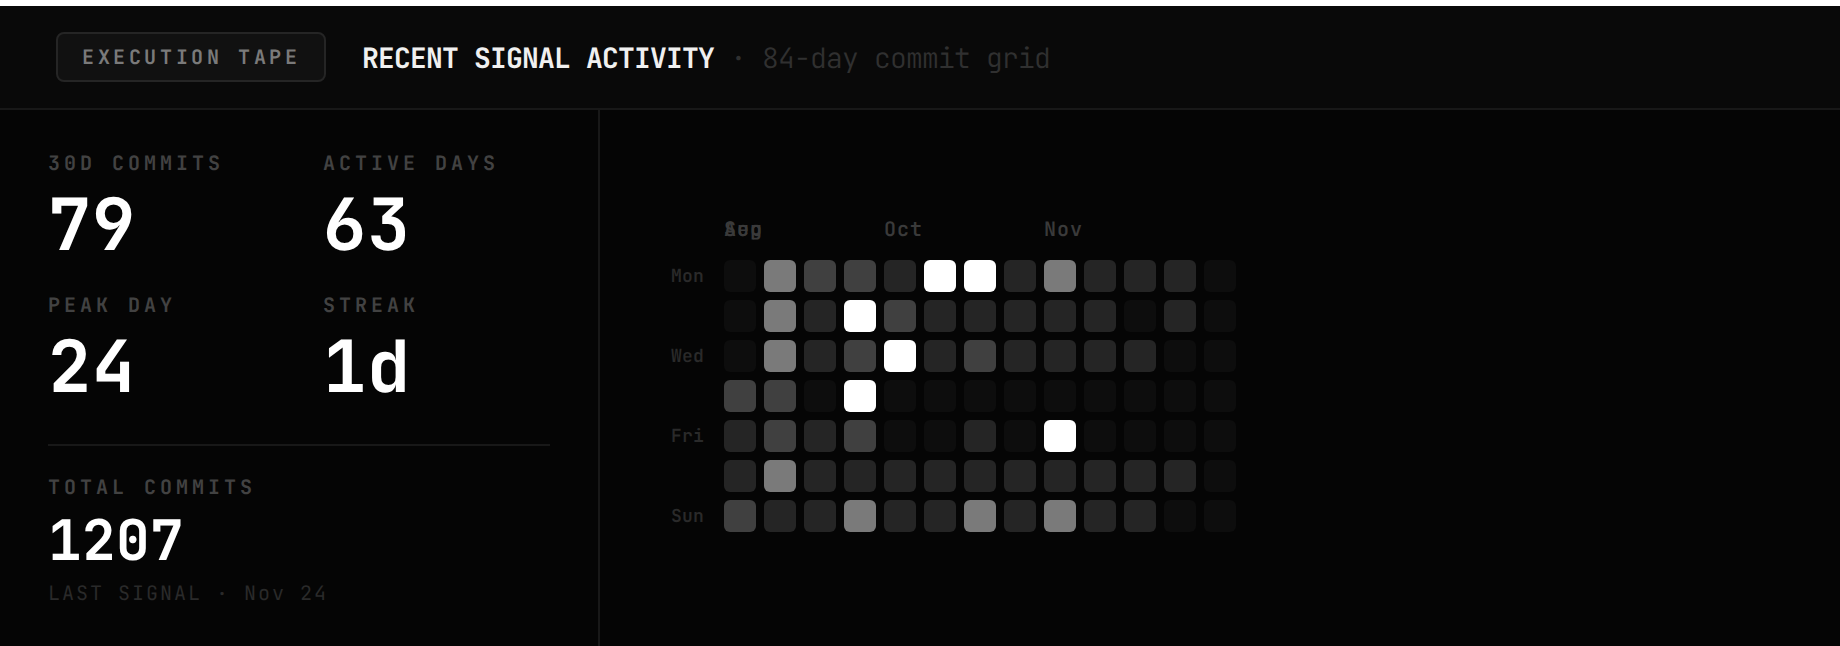 EXECUTION TAPE
RECENT SIGNAL ACTIVITY · 84-day commit grid
30D COMMITS
79
ACTIVE DAYS
63
PEAK DAY
24
STREAK
1d
TOTAL COMMITS
1207
LAST SIGNAL · Nov 24
Oct Nov
Mon
Wed
Fri
Sun